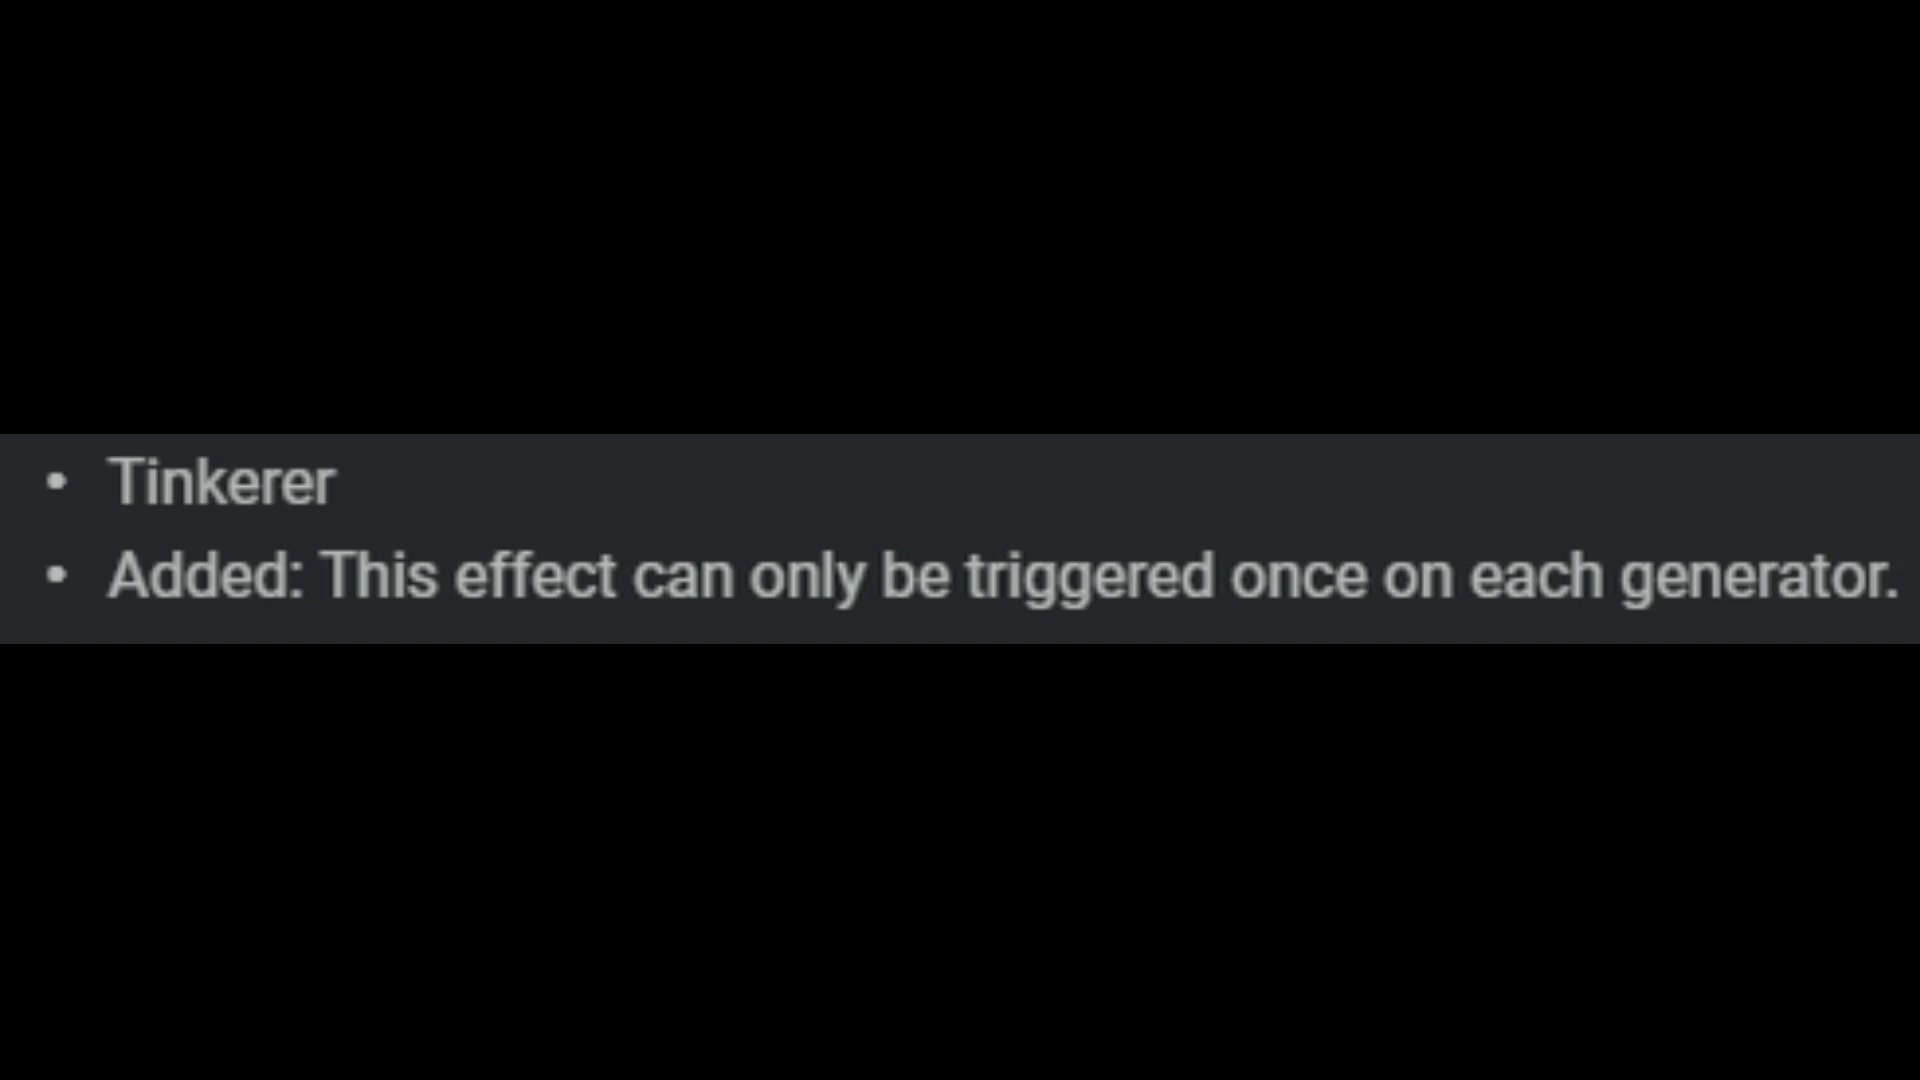 • Tinkerer
• Added: This effect can only be triggered once on each generator.